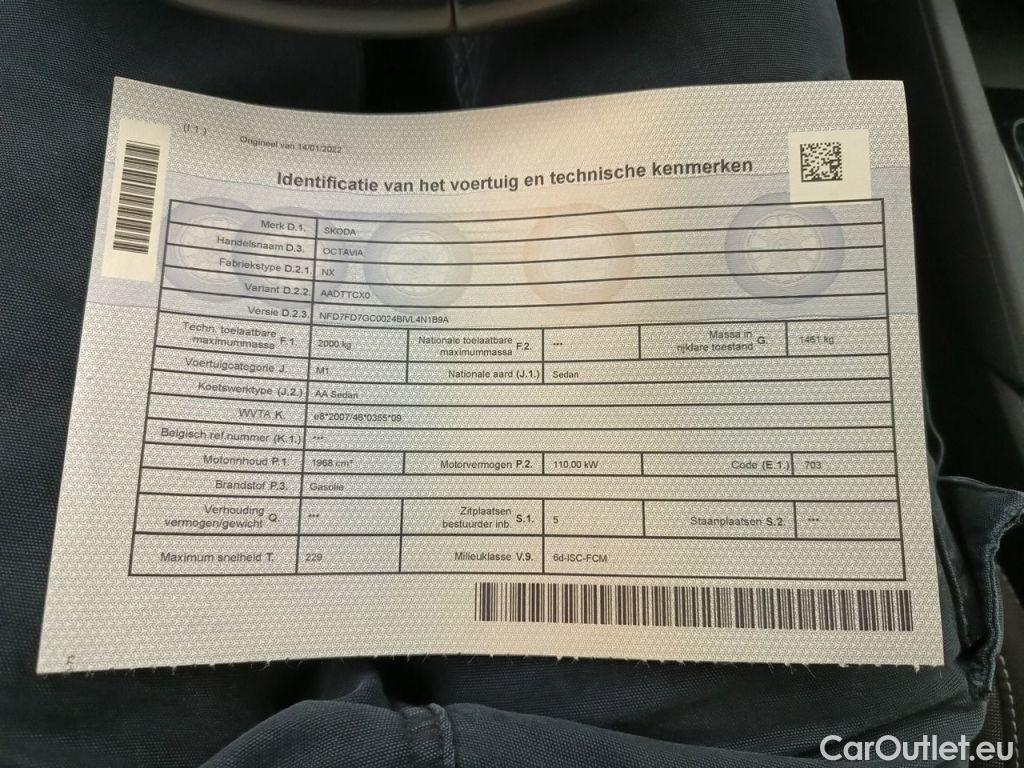 (I.1.)
Origineel van 14/01/2022
Identificatie van het voertuig en technische kenmerken
Merk D.1. SKODA
Handelsnaam D.3. OCTAVIA
Fabriekstype D.2.1. NX
Variant D.2.2. AADTTCX0
Versie D.2.3. NFD7FD7GC0024BIVL4N1B9A
Techn. toelaatbare maximummassa F.1. 2000 kg Nationale toelaatbare maximummassa F.2. *** Massa in rijklare toestand G. 1461 kg
Voertuigcategorie J. M1 Nationale aard (J.1.) Sedan
Koetswerktype (J.2.) AA Sedan
WVTA K. e8*2007/46*0355*09
Belgisch ref.nummer (K.1.) ***
Motorinhoud P.1. 1968 cm³ Motorvermogen P.2. 110,00 kW Code (E.1.) 703
Brandstof P.3. Gasolie
Verhouding vermogen/gewicht Q. *** Zitplaatsen bestuurder inb. S.1. 5 Staanplaatsen S.2. ***
Maximum snelheid T. 229 Milieuklasse V.9. 6d-ISC-FCM
CarOutlet.eu